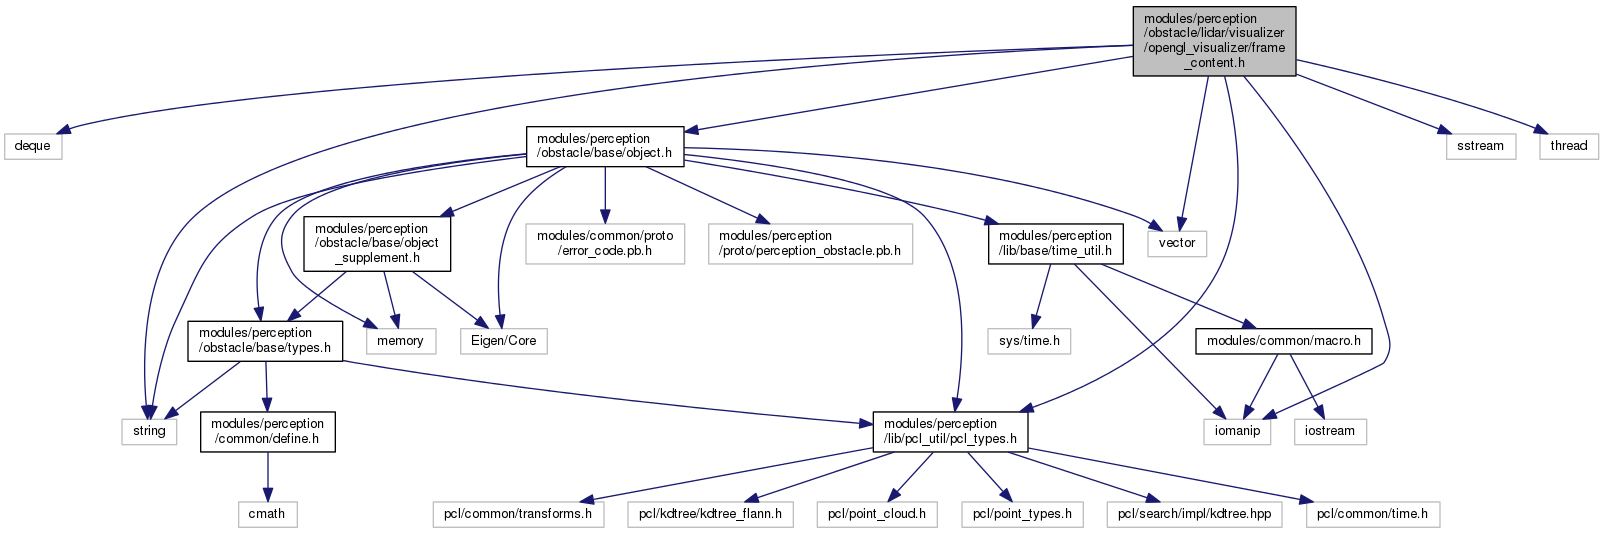 modules/perception
/obstacle/lidar/visualizer
/opengl_visualizer/frame
_content.h
deque
modules/perception
/obstacle/base/object.h
sstream
thread
modules/perception
/obstacle/base/object
_supplement.h
modules/common/proto
/error_code.pb.h
modules/perception
/proto/perception_obstacle.pb.h
modules/perception
/lib/base/time_util.h
vector
modules/perception
/obstacle/base/types.h
memory
Eigen/Core
sys/time.h
modules/common/macro.h
string
modules/perception
/common/define.h
modules/perception
/lib/pcl_util/pcl_types.h
iomanip
iostream
cmath
pcl/common/transforms.h
pcl/kdtree/kdtree_flann.h
pcl/point_cloud.h
pcl/point_types.h
pcl/search/impl/kdtree.hpp
pcl/common/time.h